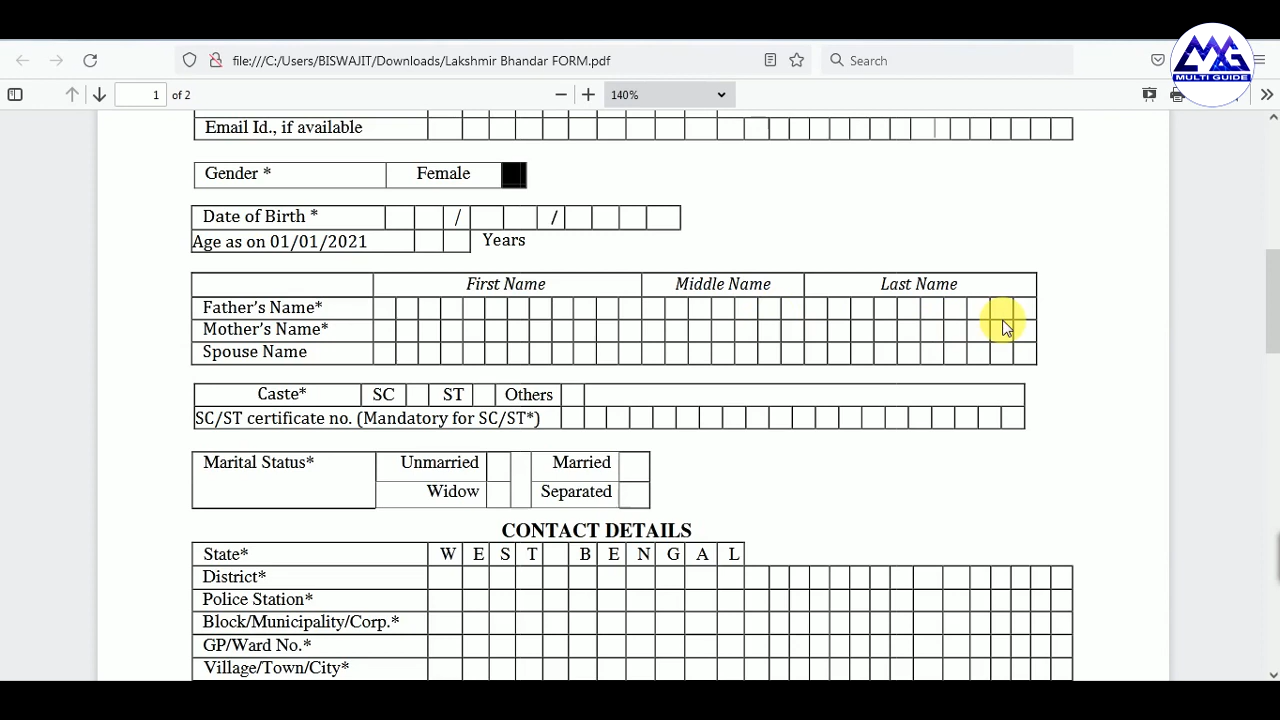 MXG
MULTI GUIDE
file:///C:/Users/BISWAJIT/Downloads/Lakshmir Bhandar FORM.pdf
Search
1 of 2
140%
Email Id., if available
Gender * Female
Date of Birth * / /
Age as on 01/01/2021 Years
First Name Middle Name Last Name
Father's Name*
Mother's Name*
Spouse Name
Caste* SC ST Others
SC/ST certificate no. (Mandatory for SC/ST*)
Marital Status* Unmarried Married
Widow Separated
CONTACT DETAILS
State* W E S T B E N G A L
District*
Police Station*
Block/Municipality/Corp.*
GP/Ward No.*
Village/Town/City*